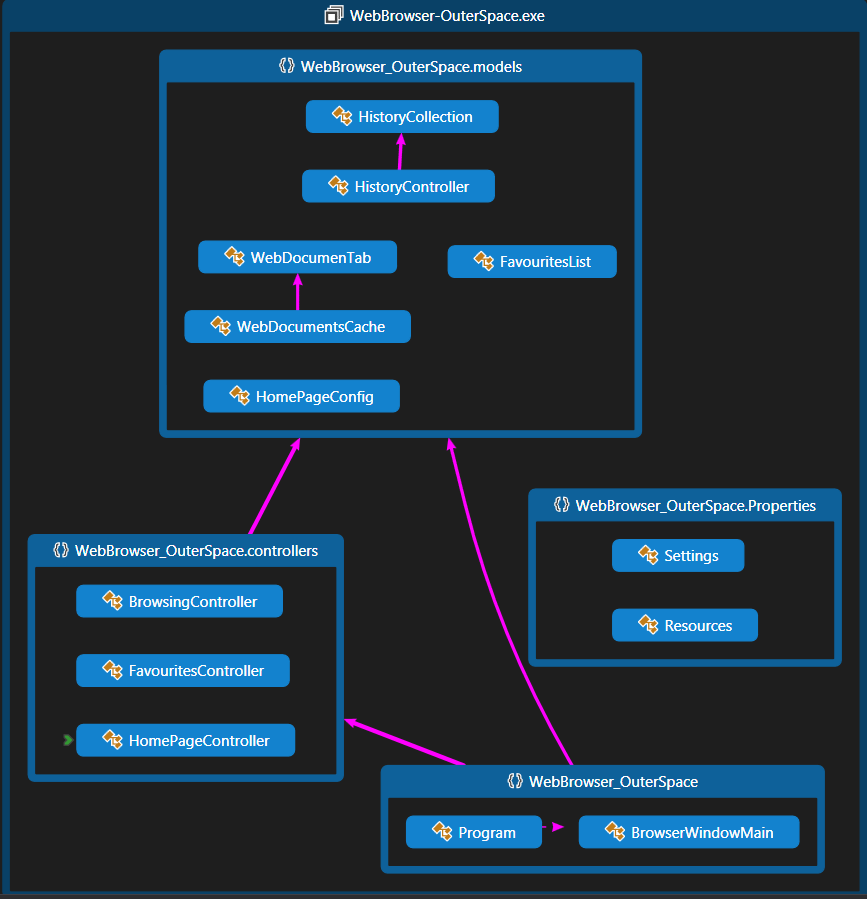 WebBrowser-OuterSpace.exe
WebBrowser_OuterSpace.models
HistoryCollection
HistoryController
WebDocumenTab
FavouritesList
WebDocumentsCache
HomePageConfig
WebBrowser_OuterSpace.Properties
Settings
Resources
WebBrowser_OuterSpace.controllers
BrowsingController
FavouritesController
HomePageController
WebBrowser_OuterSpace
Program
BrowserWindowMain